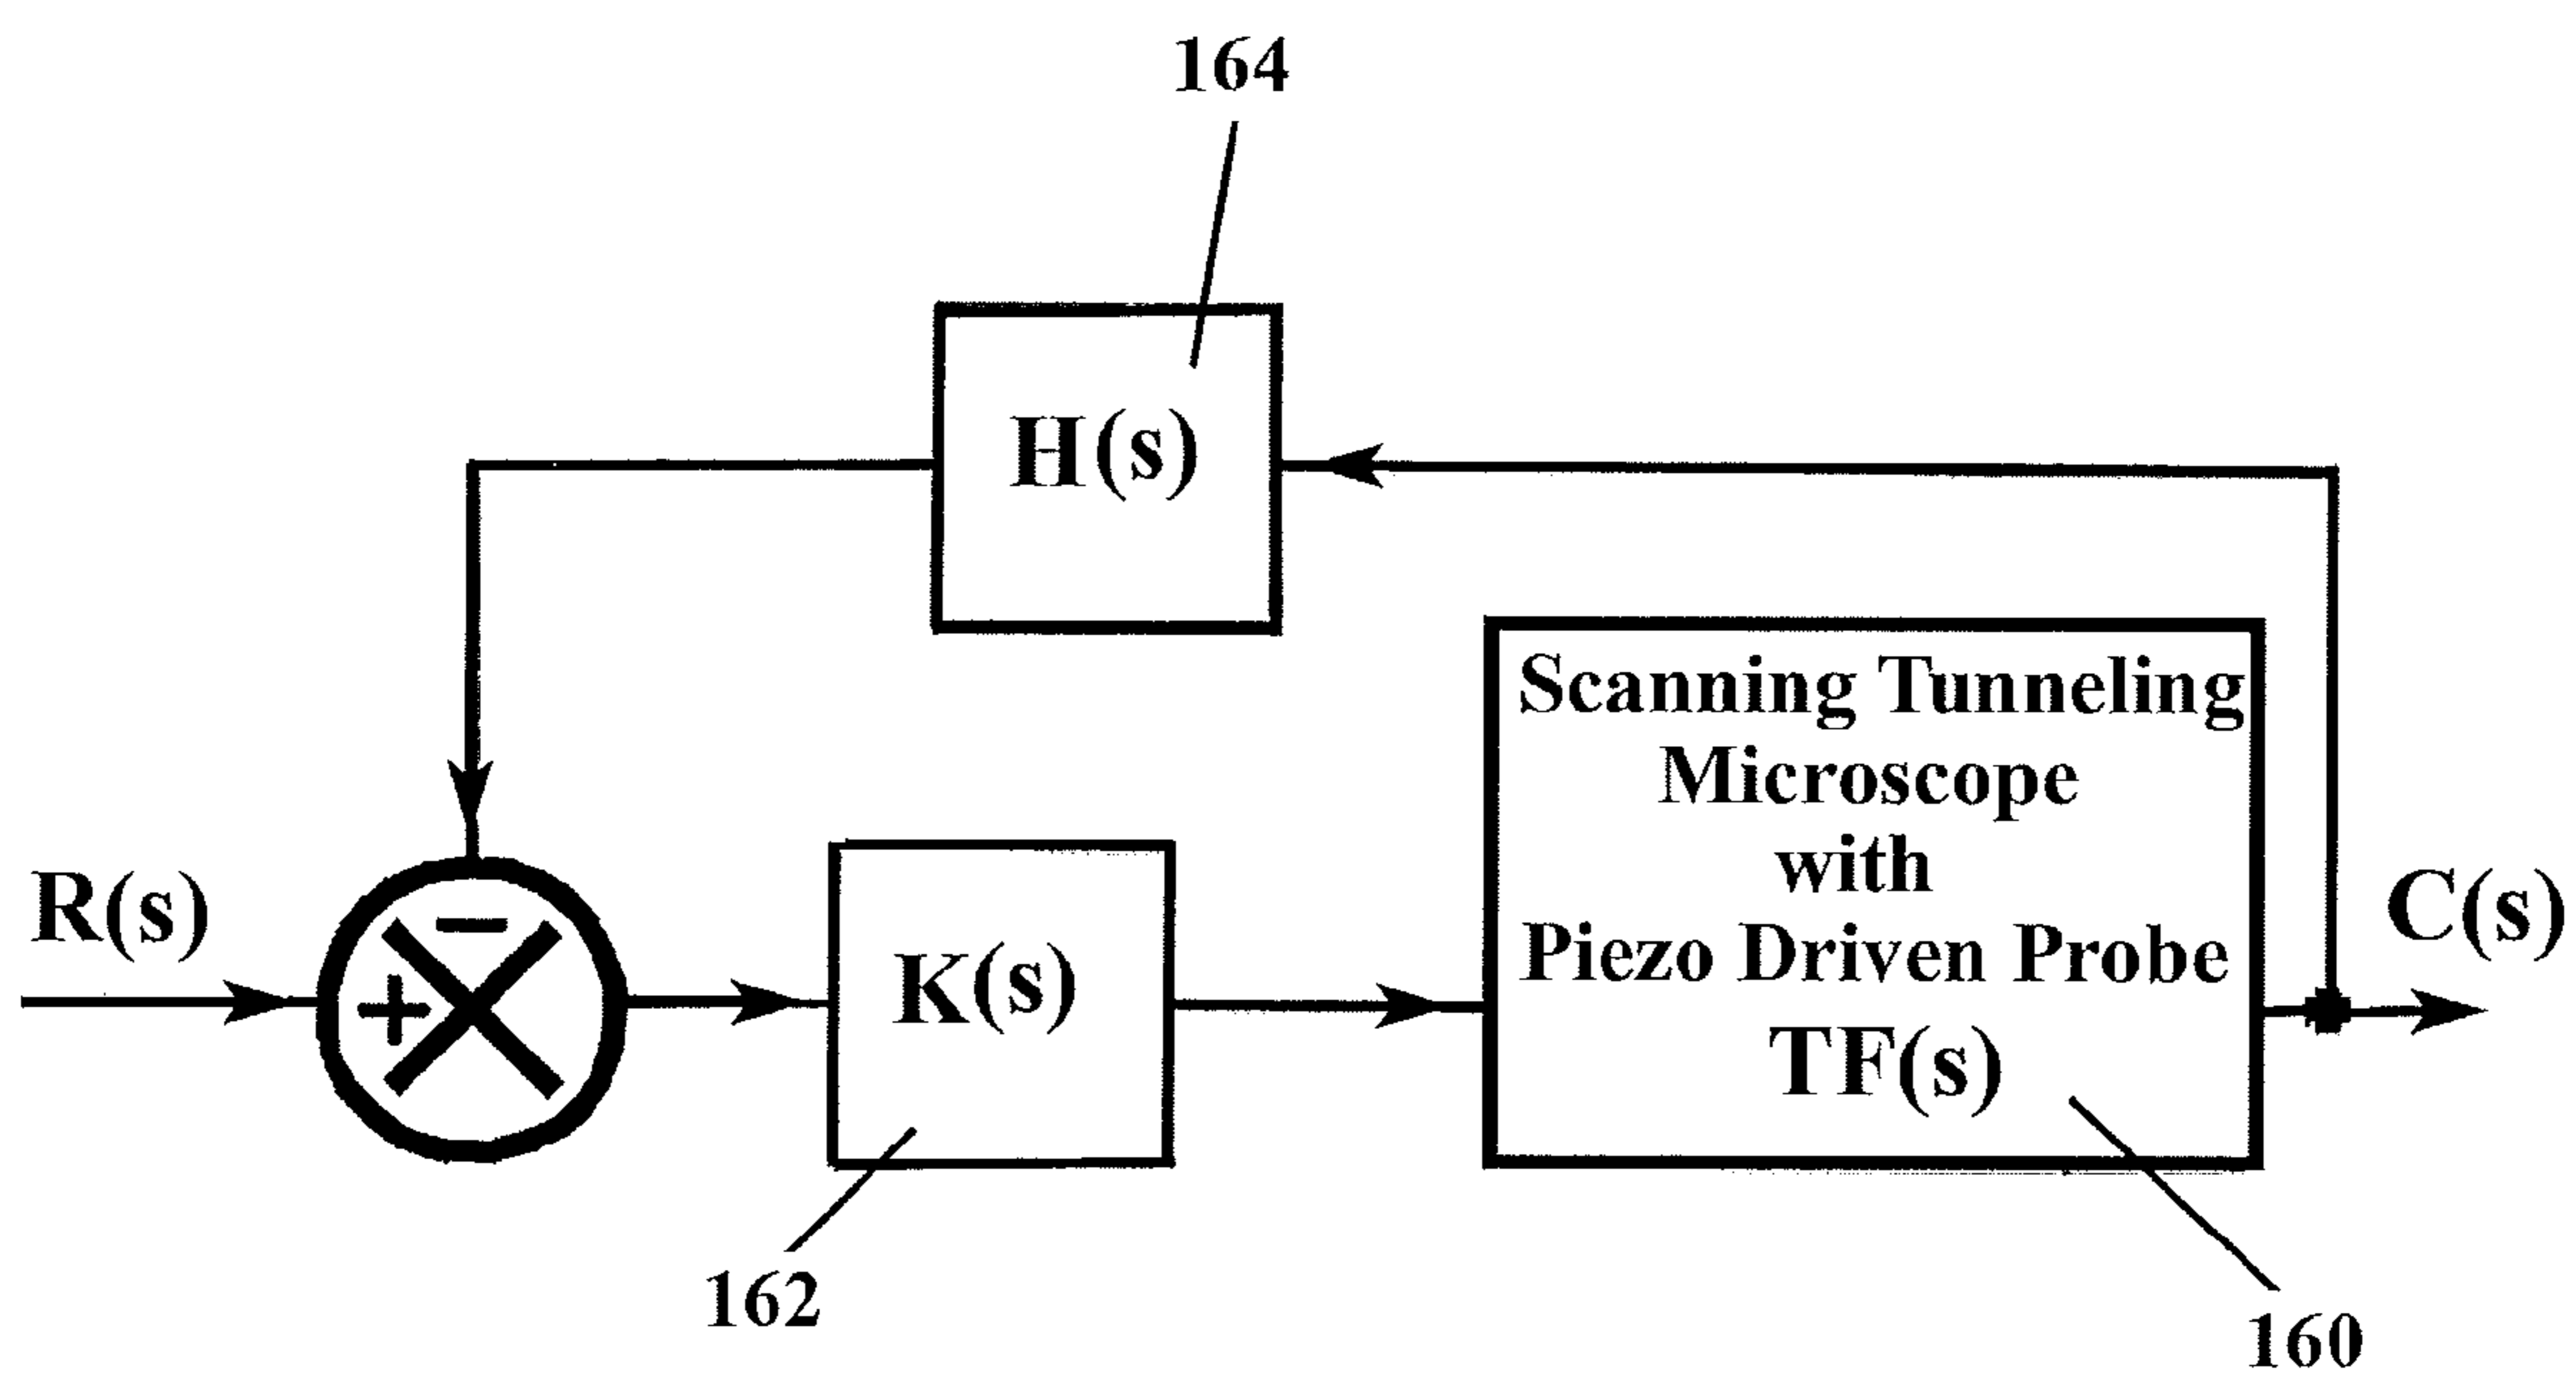 164
H(s)
Scanning Tunneling
Microscope
with
Piezo Driven Probe
TF(s)
R(s)
−
+
K(s)
C(s)
162
160